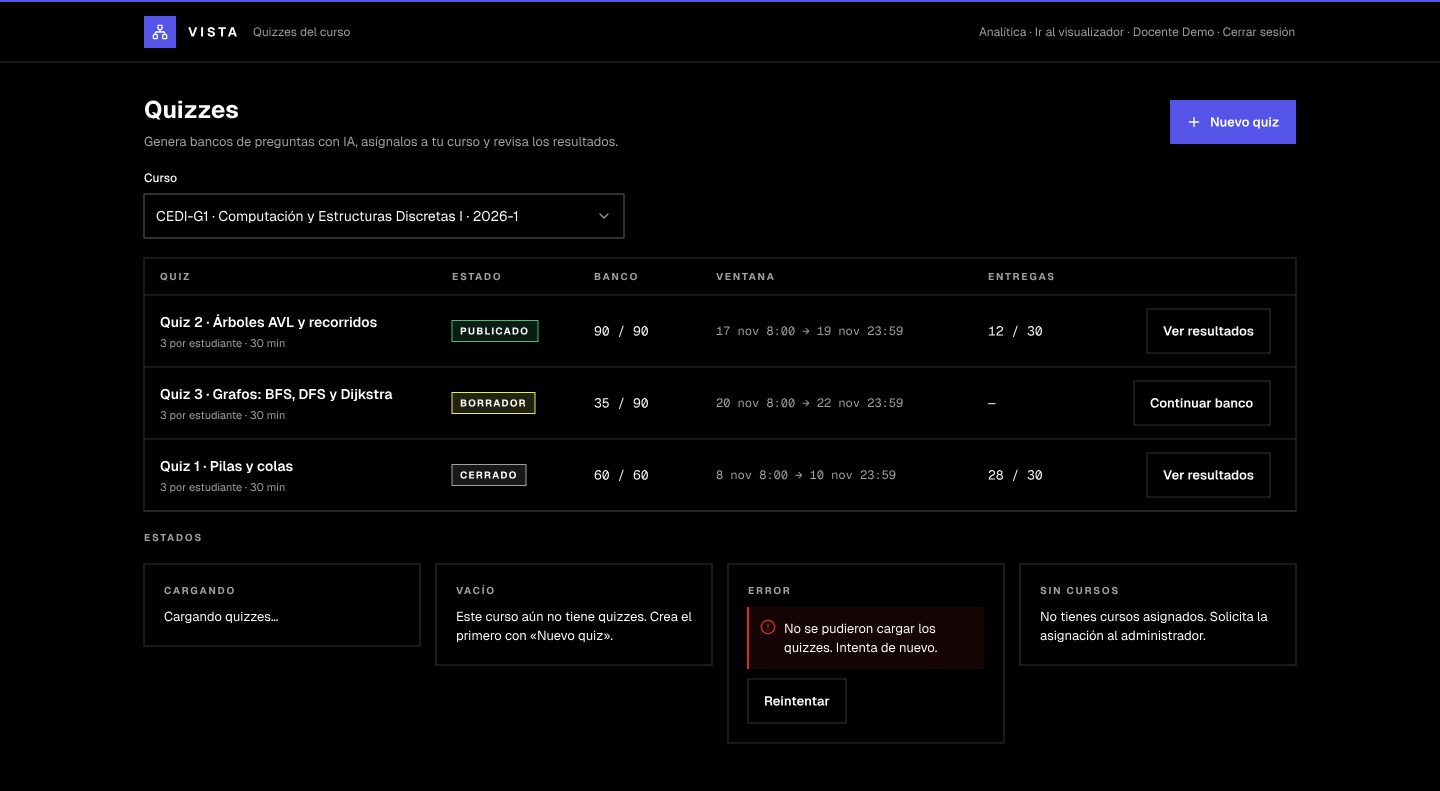 VISTA Quizzes del curso
Analítica · Ir al visualizador · Docente Demo · Cerrar sesión
Quizzes
Genera bancos de preguntas con IA, asígnalos a tu curso y revisa los resultados.
Nuevo quiz
Curso
CEDI-G1 · Computación y Estructuras Discretas I · 2026-1
QUIZ ESTADO BANCO VENTANA ENTREGAS
Quiz 2 · Árboles AVL y recorridos
3 por estudiante · 30 min
PUBLICADO
90 / 90
17 nov 8:00 → 19 nov 23:59
12 / 30
Ver resultados
Quiz 3 · Grafos: BFS, DFS y Dijkstra
3 por estudiante · 30 min
BORRADOR
35 / 90
20 nov 8:00 → 22 nov 23:59
—
Continuar banco
Quiz 1 · Pilas y colas
3 por estudiante · 30 min
CERRADO
60 / 60
8 nov 8:00 → 10 nov 23:59
28 / 30
Ver resultados
ESTADOS
CARGANDO
Cargando quizzes…
VACÍO
Este curso aún no tiene quizzes. Crea el
primero con «Nuevo quiz».
ERROR
No se pudieron cargar los
quizzes. Intenta de nuevo.
Reintentar
SIN CURSOS
No tienes cursos asignados. Solicita la
asignación al administrador.